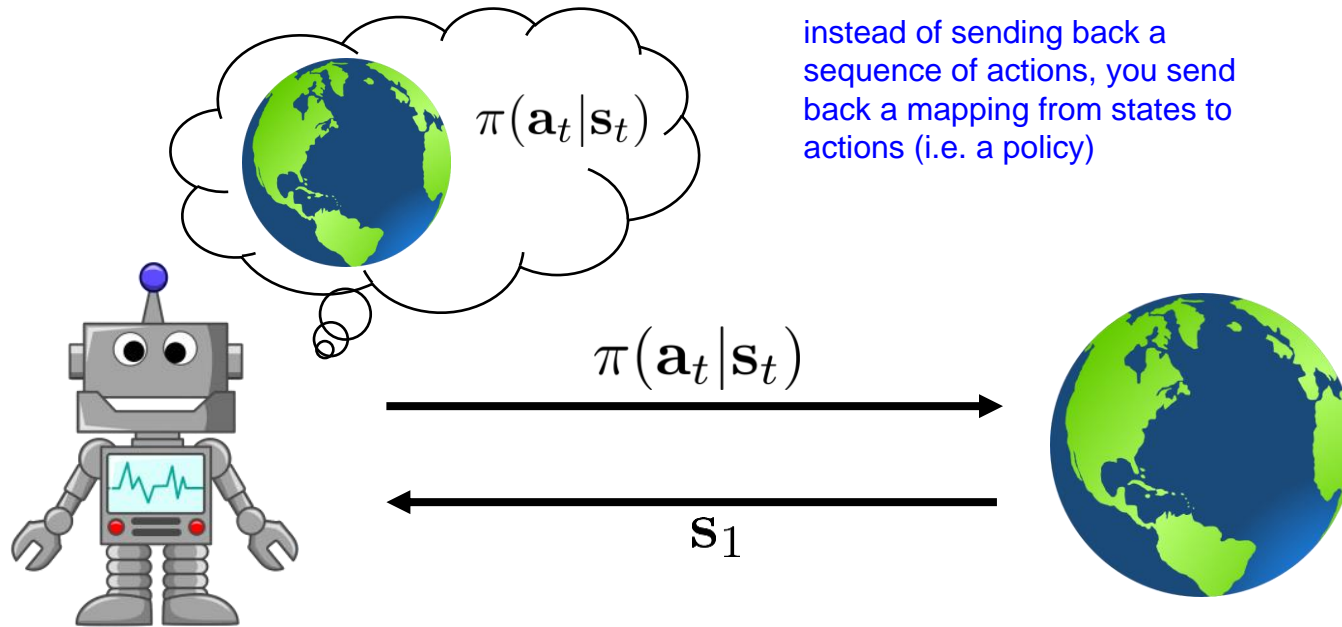 instead of sending back a
sequence of actions, you send
back a mapping from states to
actions (i.e. a policy)
π(a_t|s_t)
π(a_t|s_t)
s_1